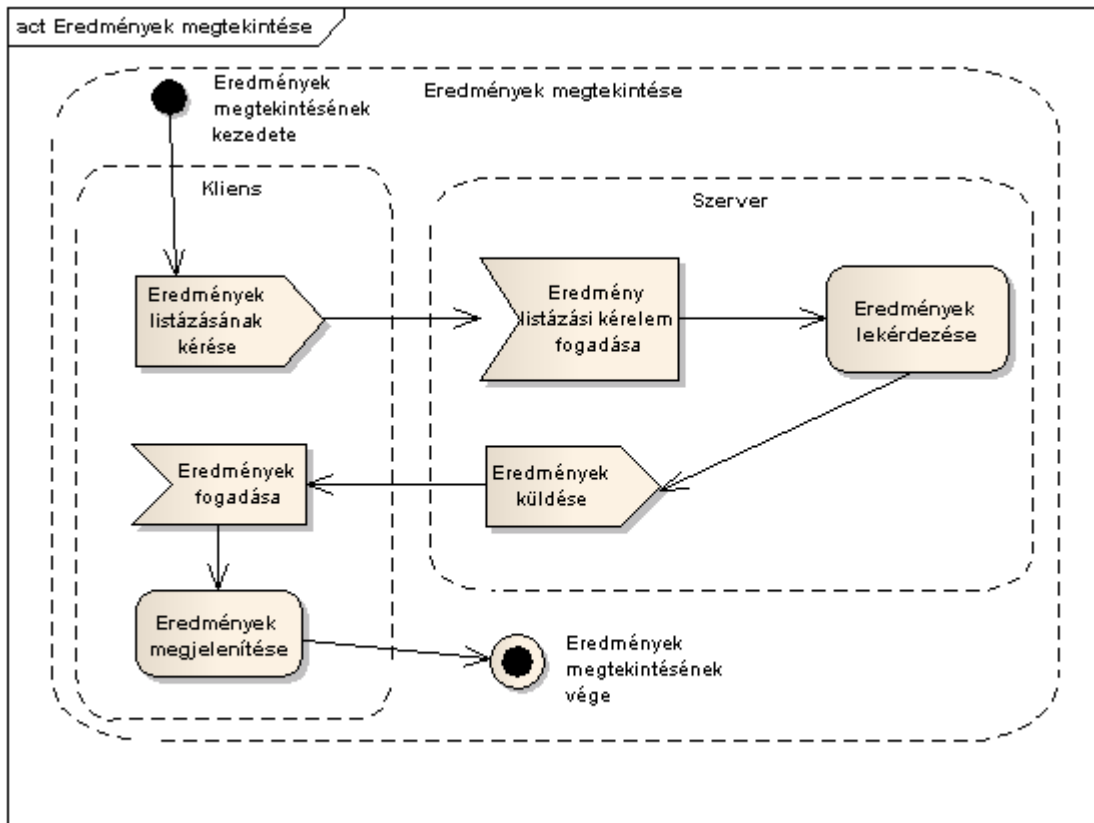 act Eredmények megtekintése
Eredmények
megtekintésének
kezedete
Eredmények megtekintése
Kliens
Szerver
Eredmények
listázásának
kérése
Eredmény
listázási kérelem
fogadása
Eredmények
lekérdezése
Eredmények
fogadása
Eredmények
küldése
Eredmények
megjelenítése
Eredmények
megtekintésének
vége